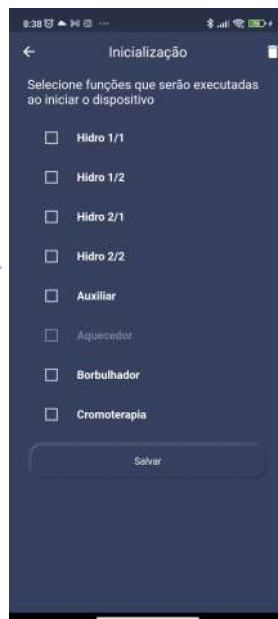 8:38
Inicialização
Selecione funções que serão executadas
ao iniciar o dispositivo
Hidro 1/1
Hidro 1/2
Hidro 2/1
Hidro 2/2
Auxiliar
Aquecedor
Borbulhador
Cromoterapia
Salvar